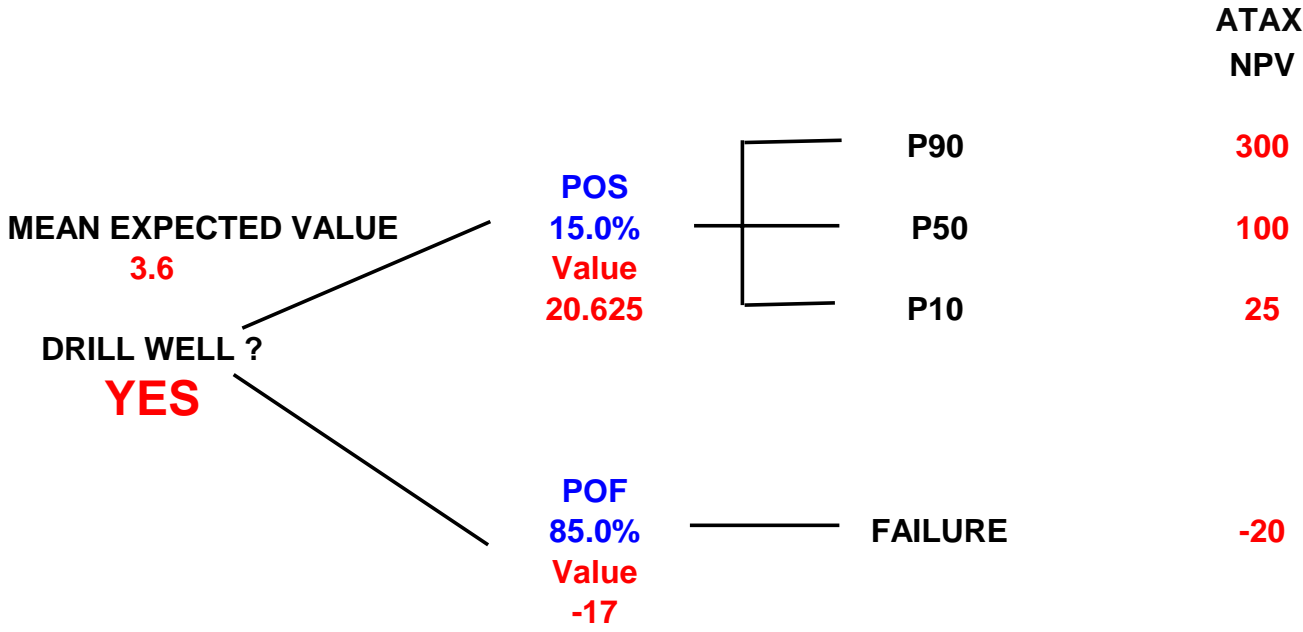 ATAX
NPV
P90 300
POS
MEAN EXPECTED VALUE 15.0% P50 100
3.6 Value
20.625 P10 25
DRILL WELL ?
YES
POF
85.0% FAILURE -20
Value
-17